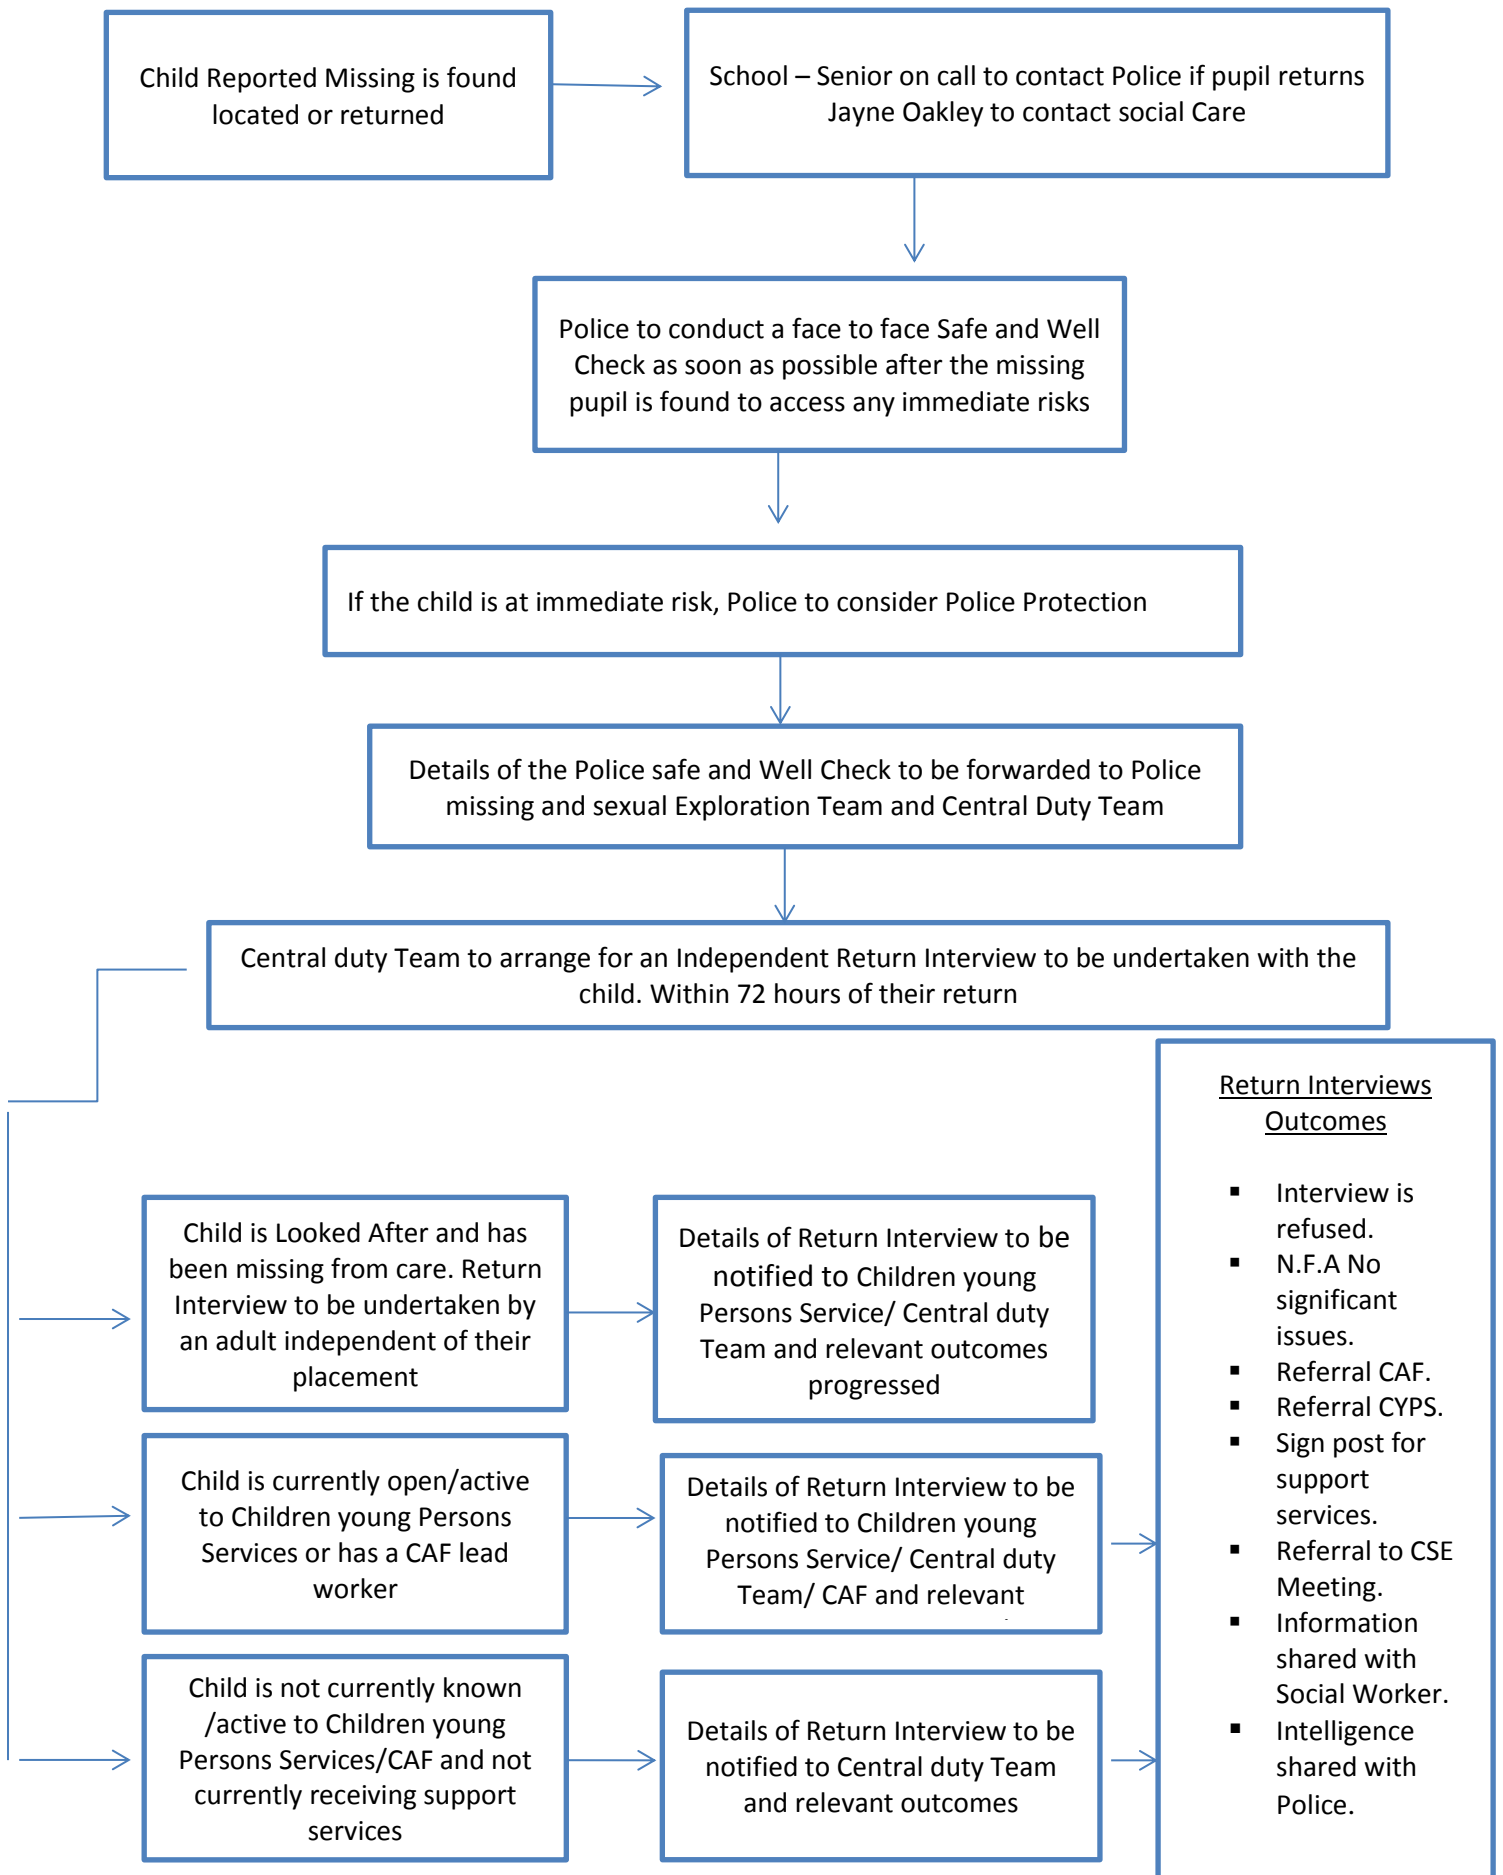 Child Reported Missing is found
located or returned
School – Senior on call to contact Police if pupil returns
Jayne Oakley to contact social Care
Police to conduct a face to face Safe and Well
Check as soon as possible after the missing
pupil is found to access any immediate risks
If the child is at immediate risk, Police to consider Police Protection
Details of the Police safe and Well Check to be forwarded to Police
missing and sexual Exploration Team and Central Duty Team
Central duty Team to arrange for an Independent Return Interview to be undertaken with the
child. Within 72 hours of their return
Child is Looked After and has
been missing from care. Return
Interview to be undertaken by
an adult independent of their
placement
Details of Return Interview to be
notified to Children young
Persons Service/ Central duty
Team and relevant outcomes
progressed
Child is currently open/active
to Children young Persons
Services or has a CAF lead
worker
Details of Return Interview to be
notified to Children young
Persons Service/ Central duty
Team/ CAF and relevant
Child is not currently known
/active to Children young
Persons Services/CAF and not
currently receiving support
services
Details of Return Interview to be
notified to Central duty Team
and relevant outcomes
Return Interviews
Outcomes
▪ Interview is
refused.
▪ N.F.A No
significant
issues.
▪ Referral CAF.
▪ Referral CYPS.
▪ Sign post for
support
services.
▪ Referral to CSE
Meeting.
▪ Information
shared with
Social Worker.
▪ Intelligence
shared with
Police.